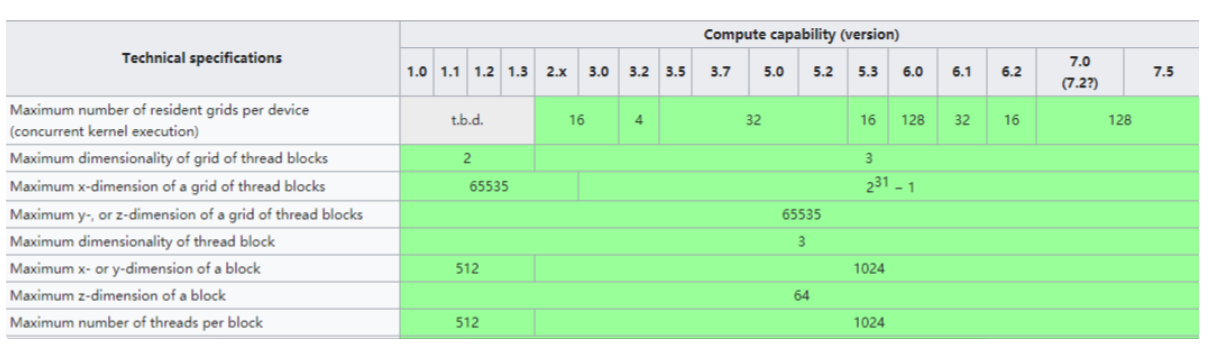 Technical specifications
Compute capability (version)
1.0 1.1 1.2 1.3 2.x 3.0 3.2 3.5 3.7 5.0 5.2 5.3 6.0 6.1 6.2 7.0 (7.2?) 7.5
Maximum number of resident grids per device
(concurrent kernel execution)
t.b.d. 16 4 32 16 128 32 16 128
Maximum dimensionality of grid of thread blocks 2 3
Maximum x-dimension of a grid of thread blocks 65535 2³¹ − 1
Maximum y-, or z-dimension of a grid of thread blocks 65535
Maximum dimensionality of thread block 3
Maximum x- or y-dimension of a block 512 1024
Maximum z-dimension of a block 64
Maximum number of threads per block 512 1024